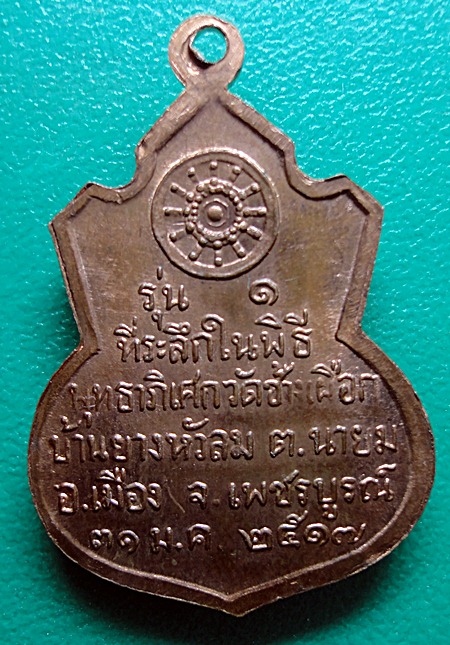 รุ่น ๑
ที่ระลึกในพิธี
พุทธาภิเศกวัดช้างเผือก
บ้านยางหัวลม ต.นายม
อ.เมือง จ.เพชรบูรณ์
๓๑ ม.ค ๒๕๑๗